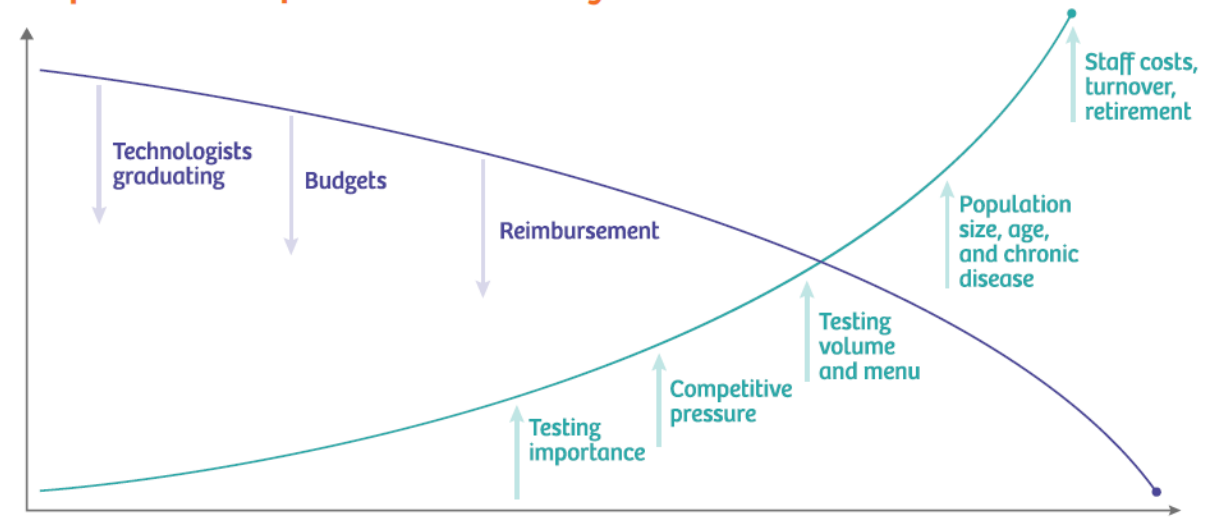 Technologists
graduating
Budgets
Reimbursement
Testing
importance
Competitive
pressure
Testing
volume
and menu
Population
size, age,
and chronic
disease
Staff costs,
turnover,
retirement